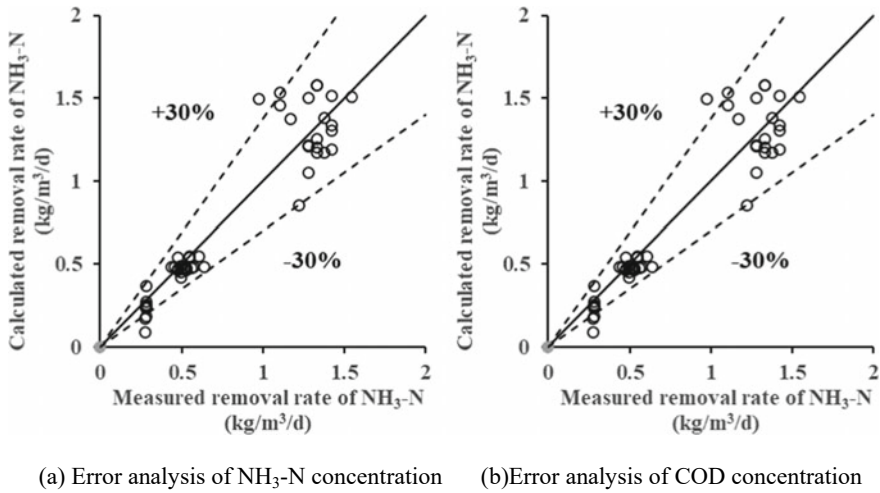 2
1.5
1
0.5
0
Calculated removal rate of NH₃-N
(kg/m³/d)
+30%
-30%
0 0.5 1 1.5 2
Measured removal rate of NH₃-N
(kg/m³/d)
2
1.5
1
0.5
0
Calculated removal rate of NH₃-N
(kg/m³/d)
+30%
-30%
0 0.5 1 1.5 2
Measured removal rate of NH₃-N
(kg/m³/d)
(a) Error analysis of NH₃-N concentration
(b)Error analysis of COD concentration